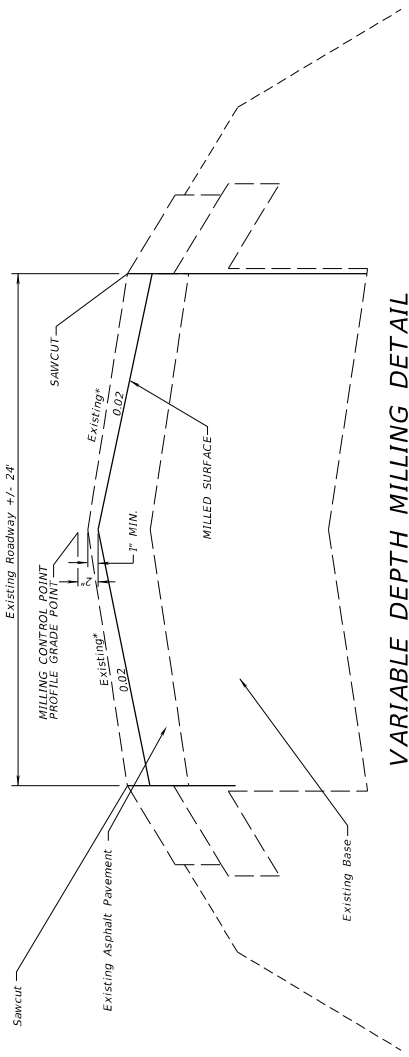 Existing Roadway +/- 24'
MILLING CONTROL POINT
PROFILE GRADE POINT
SAWCUT
Sawcut
Existing*
0.02
Existing*
0.02
2"
1" MIN.
MILLED SURFACE
Existing Asphalt Pavement
Existing Base
VARIABLE DEPTH MILLING DETAIL